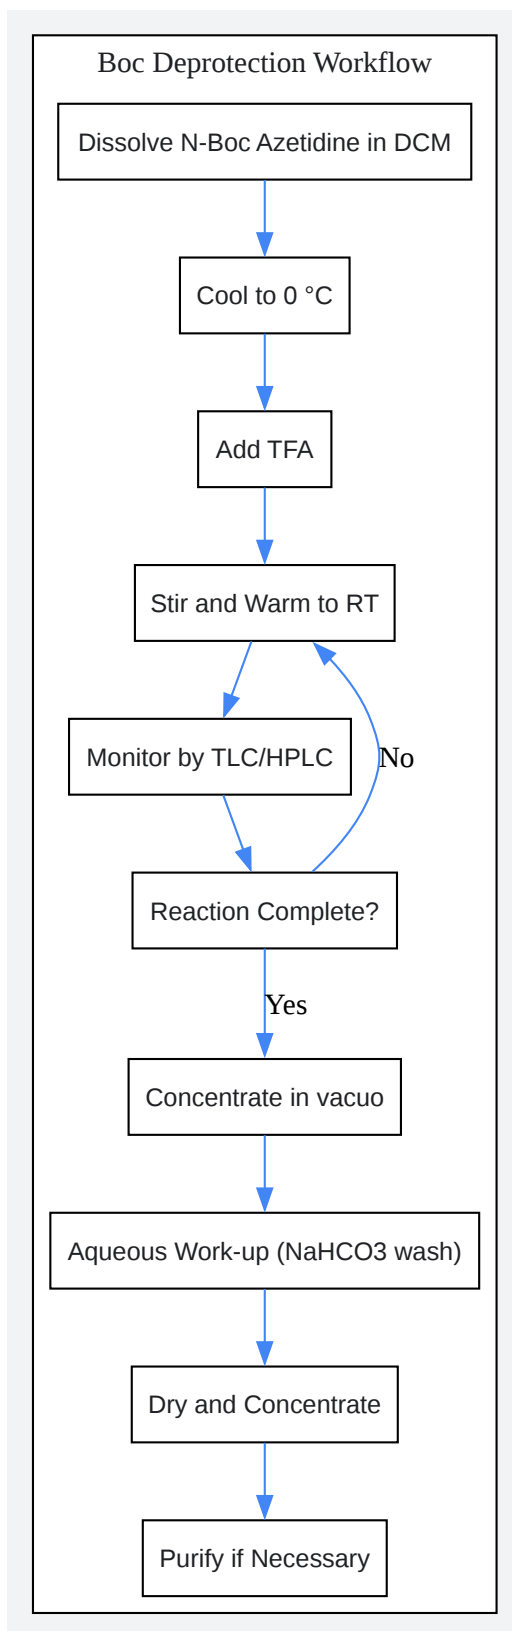 Boc Deprotection Workflow
Dissolve N-Boc Azetidine in DCM
Cool to 0 °C
Add TFA
Stir and Warm to RT
Monitor by TLC/HPLC
No
Reaction Complete?
Yes
Concentrate in vacuo
Aqueous Work-up (NaHCO3 wash)
Dry and Concentrate
Purify if Necessary